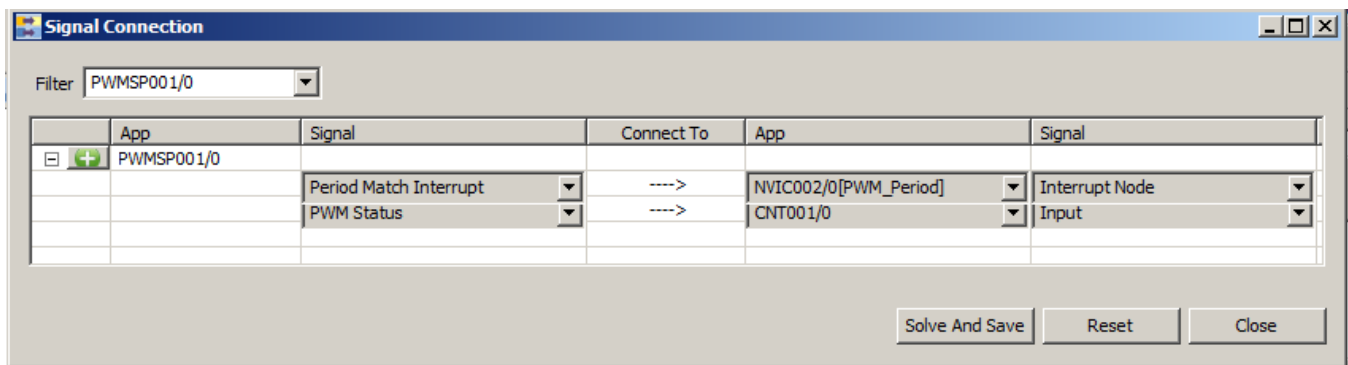 Signal Connection
Filter PWMSP001/0
App Signal Connect To App Signal
PWMSP001/0
Period Match Interrupt ----> NVIC002/0[PWM_Period] Interrupt Node
PWM Status ----> CNT001/0 Input
Solve And Save Reset Close